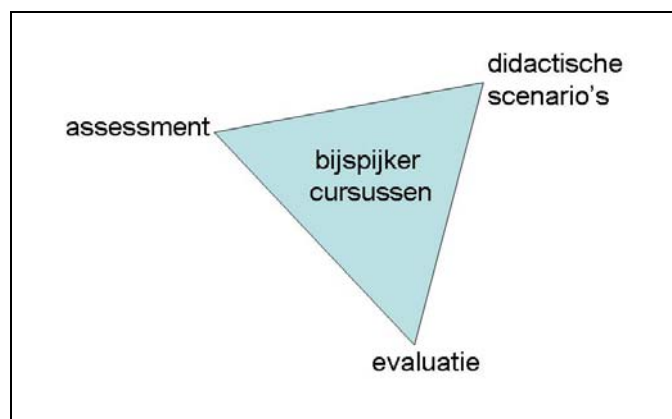 didactische
scenario's
assessment
bijspijker
cursussen
evaluatie